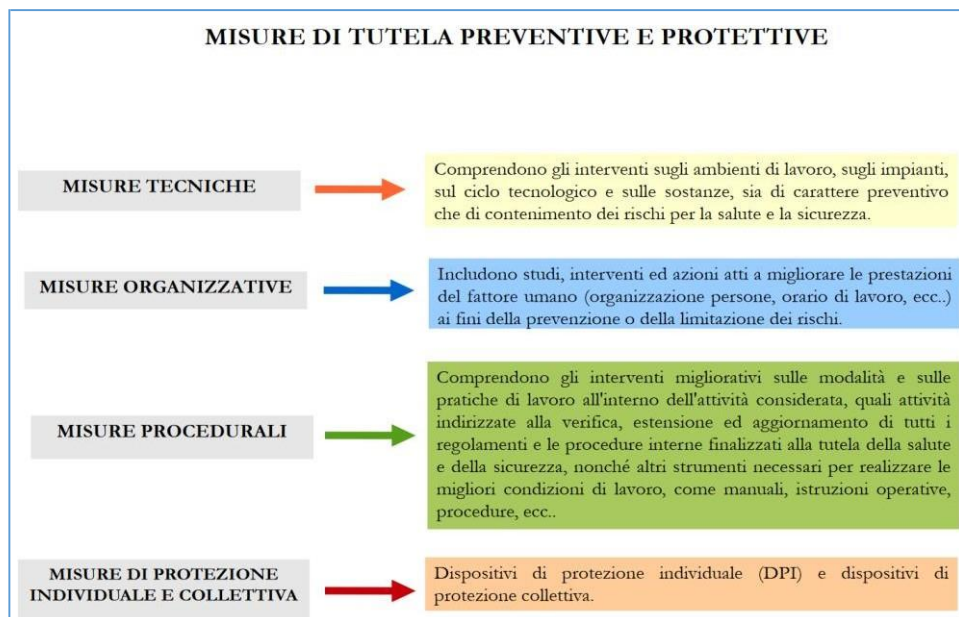 MISURE DI TUTELA PREVENTIVE E PROTETTIVE
MISURE TECNICHE
Comprendono gli interventi sugli ambienti di lavoro, sugli impianti,
sul ciclo tecnologico e sulle sostanze, sia di carattere preventivo
che di contenimento dei rischi per la salute e la sicurezza.
MISURE ORGANIZZATIVE
Includono studi, interventi ed azioni atti a migliorare le prestazioni
del fattore umano (organizzazione persone, orario di lavoro, ecc..)
ai fini della prevenzione o della limitazione dei rischi.
MISURE PROCEDURALI
Comprendono gli interventi migliorativi sulle modalità e sulle
pratiche di lavoro all'interno dell'attività considerata, quali attività
indirizzate alla verifica, estensione ed aggiornamento di tutti i
regolamenti e le procedure interne finalizzati alla tutela della salute
e della sicurezza, nonché altri strumenti necessari per realizzare le
migliori condizioni di lavoro, come manuali, istruzioni operative,
procedure, ecc..
MISURE DI PROTEZIONE
INDIVIDUALE E COLLETTIVA
Dispositivi di protezione individuale (DPI) e dispositivi di
protezione collettiva.